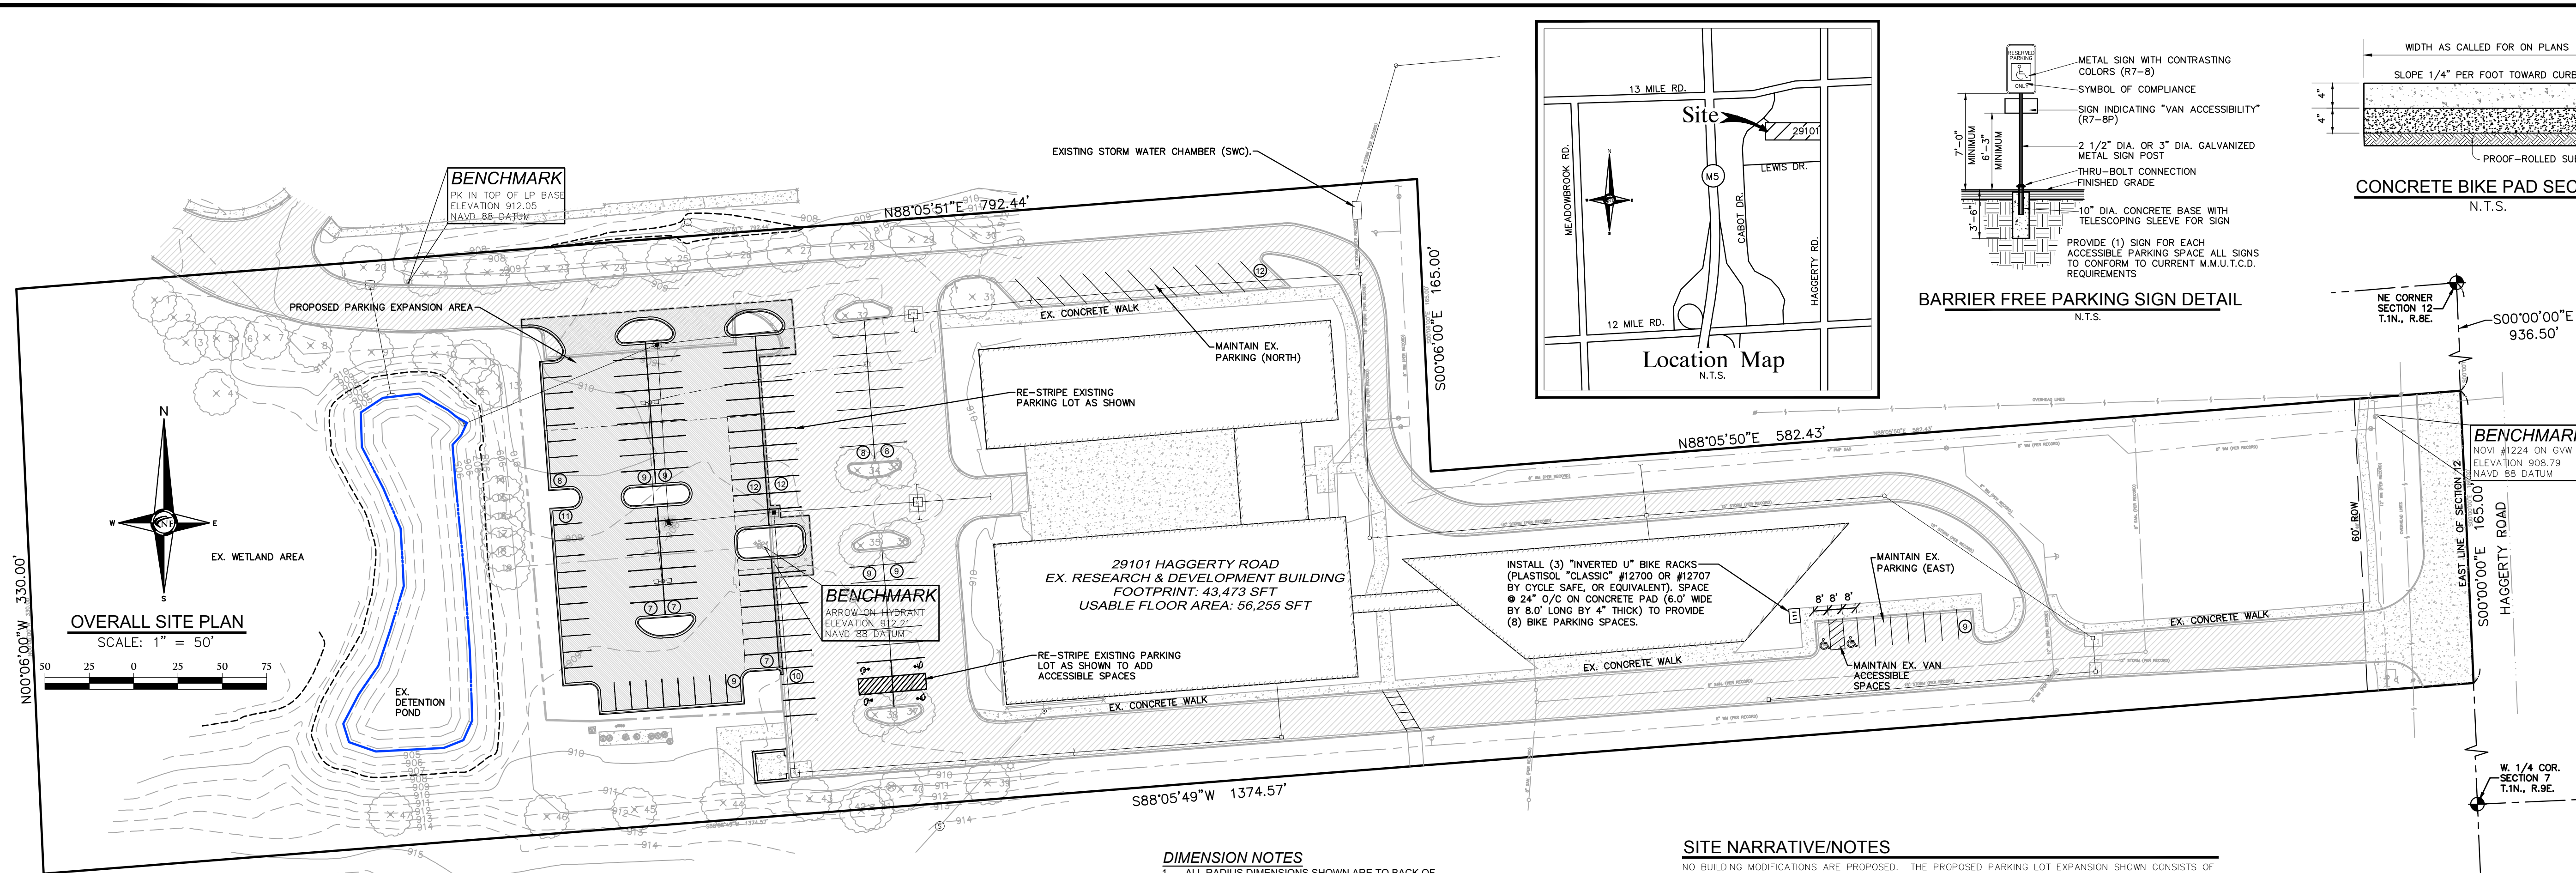 BENCHMARK
PK IN TOP OF LP BASE
ELEVATION 912.05
NAVD 88 DATUM
N88°05'51"E 792.44'
EXISTING STORM WATER CHAMBER (SWC).
S00°06'00"E 165.00'
PROPOSED PARKING EXPANSION AREA
EX. CONCRETE WALK
MAINTAIN EX.
PARKING (NORTH)
RE-STRIPE EXISTING
PARKING LOT AS SHOWN
N
W
E
S
EX. WETLAND AREA
N00°06'00"W 330.00'
OVERALL SITE PLAN
SCALE: 1" = 50'
50 25 0 25 50 75
EX.
DETENTION
POND
BENCHMARK
ARROW ON HYDRANT
ELEVATION 912.21
NAVD 88 DATUM
29101 HAGGERTY ROAD
EX. RESEARCH & DEVELOPMENT BUILDING
FOOTPRINT: 43,473 SFT
USABLE FLOOR AREA: 56,255 SFT
RE-STRIPE EXISTING PARKING
LOT AS SHOWN TO ADD
ACCESSIBLE SPACES
EX. CONCRETE WALK
S88°05'49"W 1374.57'
13 MILE RD.
Site
29101
MEADOWBROOK RD.
LEWIS DR.
M5
CABOT DR.
HAGGERTY RD.
12 MILE RD.
Location Map
N.T.S.
RESERVED
PARKING
ONLY
METAL SIGN WITH CONTRASTING
COLORS (R7-8)
SYMBOL OF COMPLIANCE
SIGN INDICATING "VAN ACCESSIBILITY"
(R7-8P)
2 1/2" DIA. OR 3" DIA. GALVANIZED
METAL SIGN POST
THRU-BOLT CONNECTION
FINISHED GRADE
10" DIA. CONCRETE BASE WITH
TELESCOPING SLEEVE FOR SIGN
7'-0"
MINIMUM
6'-3"
MINIMUM
3'-6"
PROVIDE (1) SIGN FOR EACH
ACCESSIBLE PARKING SPACE ALL SIGNS
TO CONFORM TO CURRENT M.M.U.T.C.D.
REQUIREMENTS
BARRIER FREE PARKING SIGN DETAIL
N.T.S.
WIDTH AS CALLED FOR ON PLANS
SLOPE 1/4" PER FOOT TOWARD CURB
4"
4"
PROOF-ROLLED SU
CONCRETE BIKE PAD SEC
N.T.S.
NE CORNER
SECTION 12
T.1N., R.8E.
S00°00'00"E
936.50'
N88°05'50"E 582.43'
OVERHEAD LINES
BENCHMARK
NOVI #1224 ON GVW
ELEVATION 908.79
NAVD 88 DATUM
60' ROW
EAST LINE OF SECTION 12
S00°00'00"E 165.00'
HAGGERTY ROAD
INSTALL (3) "INVERTED U" BIKE RACKS
(PLASTISOL "CLASSIC" #12700 OR #12707
BY CYCLE SAFE, OR EQUIVALENT). SPACE
@ 24" O/C ON CONCRETE PAD (6.0' WIDE
BY 8.0' LONG BY 4" THICK) TO PROVIDE
(8) BIKE PARKING SPACES.
8' 8' 8'
MAINTAIN EX.
PARKING (EAST)
MAINTAIN EX. VAN
ACCESSIBLE
SPACES
EX. CONCRETE WALK
EX. CONCRETE WALK
W. 1/4 COR.
SECTION 7
T.1N., R.9E.
DIMENSION NOTES
1. ALL RADIUS DIMENSIONS SHOWN ARE TO BACK OF
SITE NARRATIVE/NOTES
NO BUILDING MODIFICATIONS ARE PROPOSED. THE PROPOSED PARKING LOT EXPANSION SHOWN CONSISTS OF